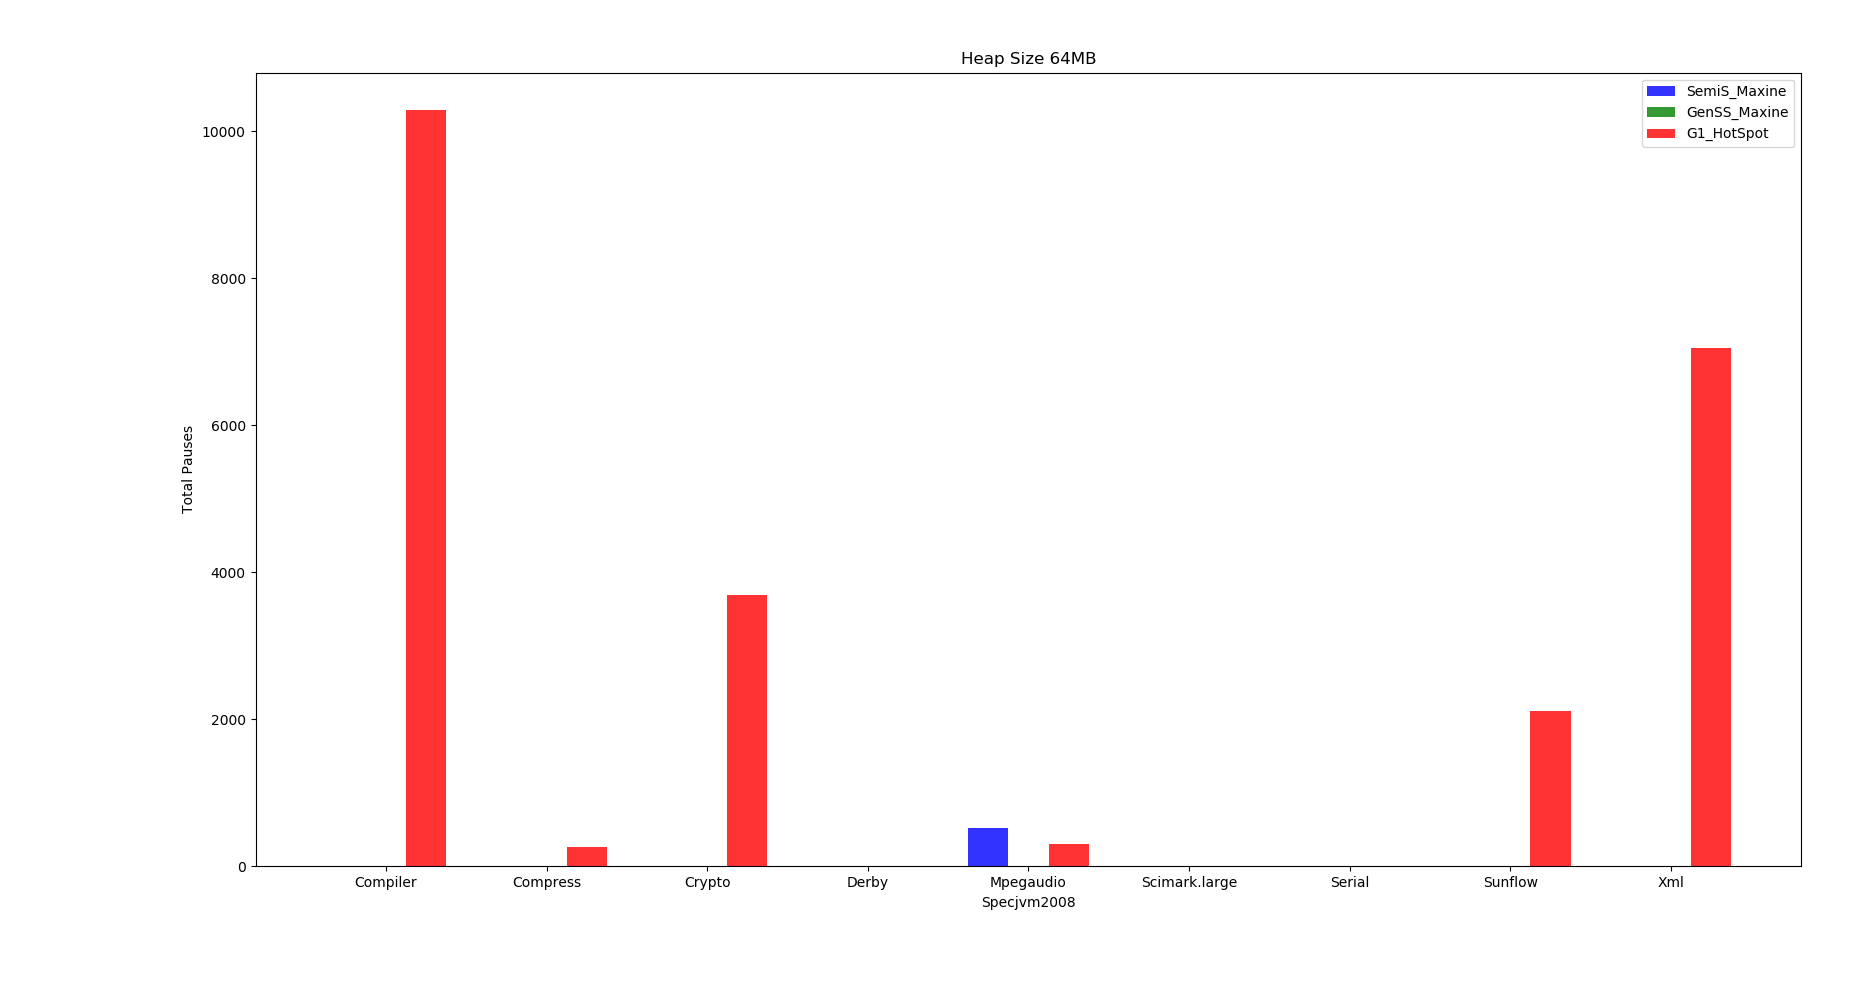 Heap Size 64MB
SemiS_Maxine
GenSS_Maxine
G1_HotSpot
Total Pauses
10000
8000
6000
4000
2000
0
Compiler Compress Crypto Derby Mpegaudio Scimark.large Serial Sunflow Xml
Specjvm2008